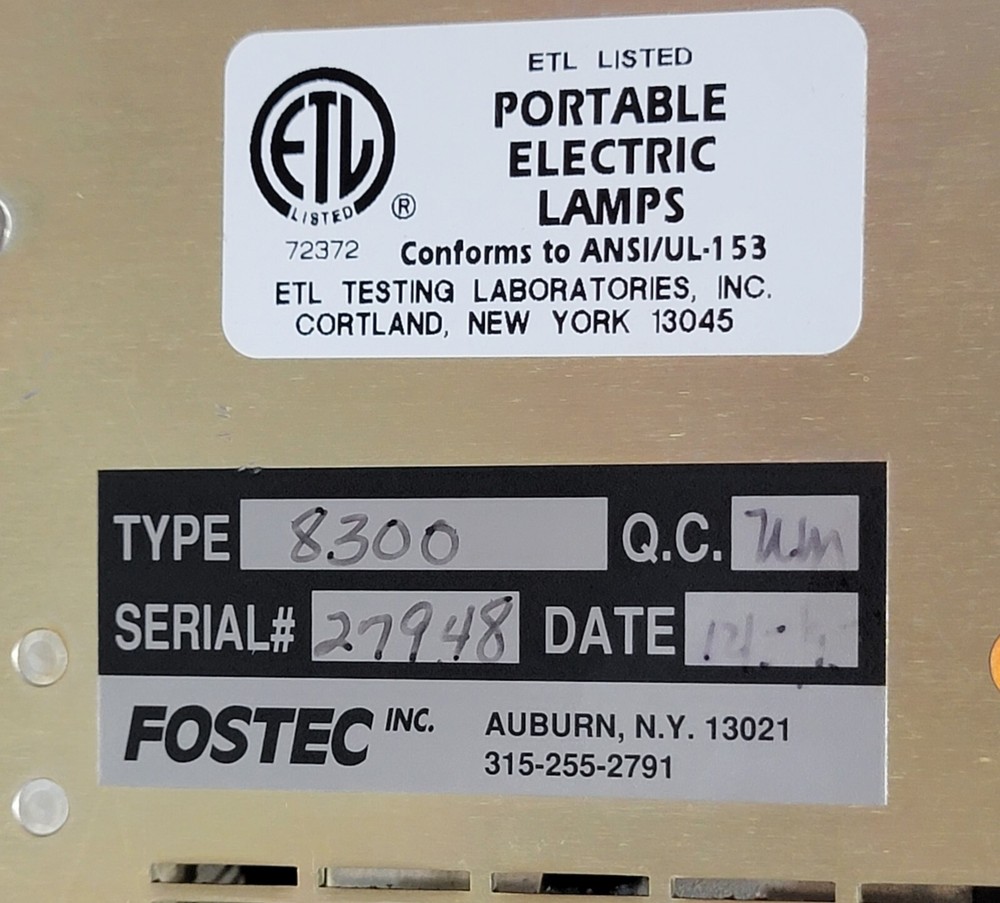 ETL LISTED
PORTABLE
ELECTRIC
LAMPS
ETL
LISTED
®
72372 Conforms to ANSI/UL-153
ETL TESTING LABORATORIES, INC.
CORTLAND, NEW YORK 13045
TYPE 8300 Q.C.
SERIAL# 27948 DATE
FOSTEC INC. AUBURN, N.Y. 13021
315-255-2791